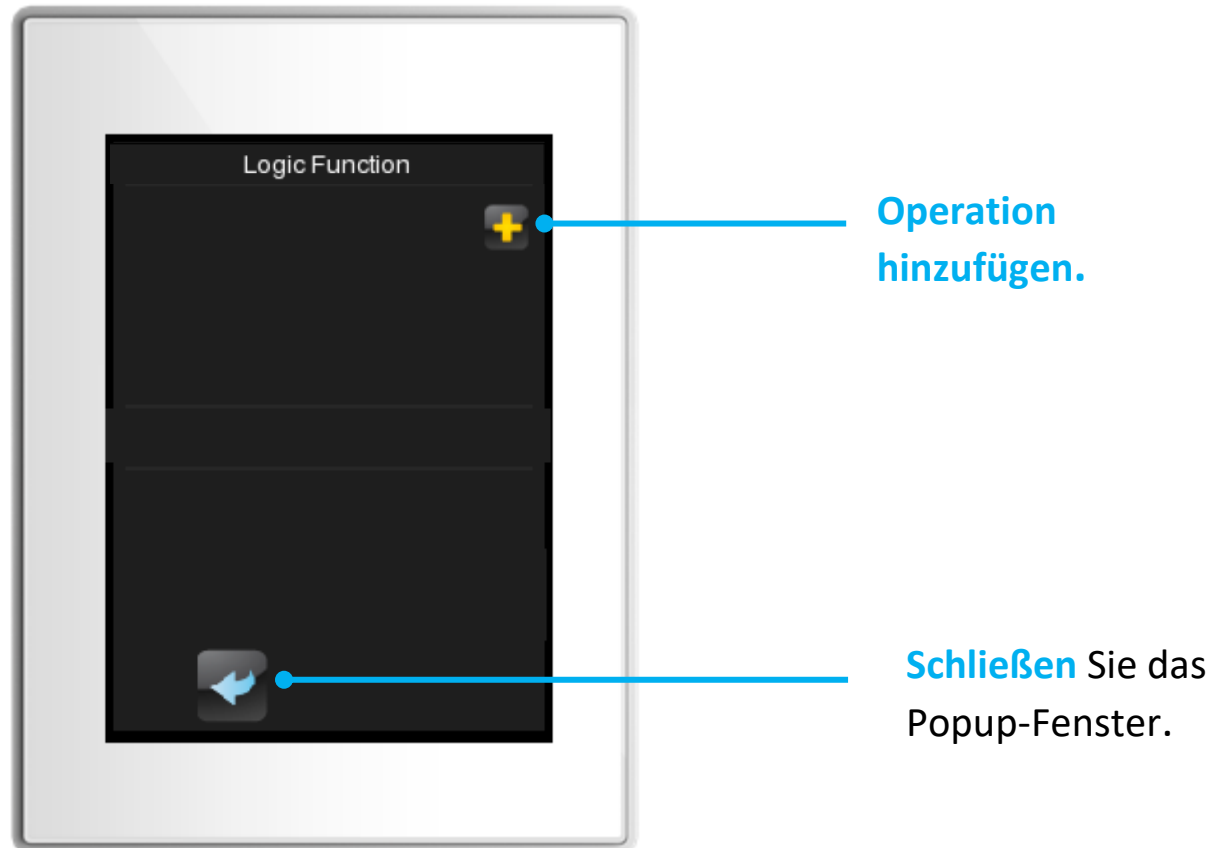 Logic Function
Operation
hinzufügen.
Schließen Sie das
Popup-Fenster.